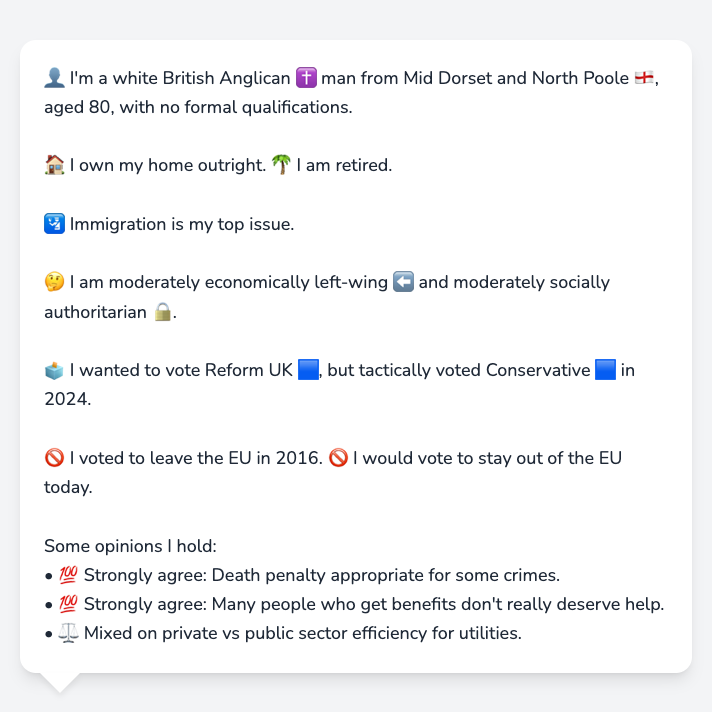 👤 I'm a white British Anglican ✝️ man from Mid Dorset and North Poole 🏴󠁧󠁢󠁥󠁮󠁧󠁿,
aged 80, with no formal qualifications.
🏠 I own my home outright. 🌴 I am retired.
🛂 Immigration is my top issue.
🤔 I am moderately economically left-wing ⬅️ and moderately socially
authoritarian 🔒.
🗳️ I wanted to vote Reform UK 🟦, but tactically voted Conservative 🟦 in
2024.
🚫 I voted to leave the EU in 2016. 🚫 I would vote to stay out of the EU
today.
Some opinions I hold:
• 💯 Strongly agree: Death penalty appropriate for some crimes.
• 💯 Strongly agree: Many people who get benefits don't really deserve help.
• ⚖️ Mixed on private vs public sector efficiency for utilities.